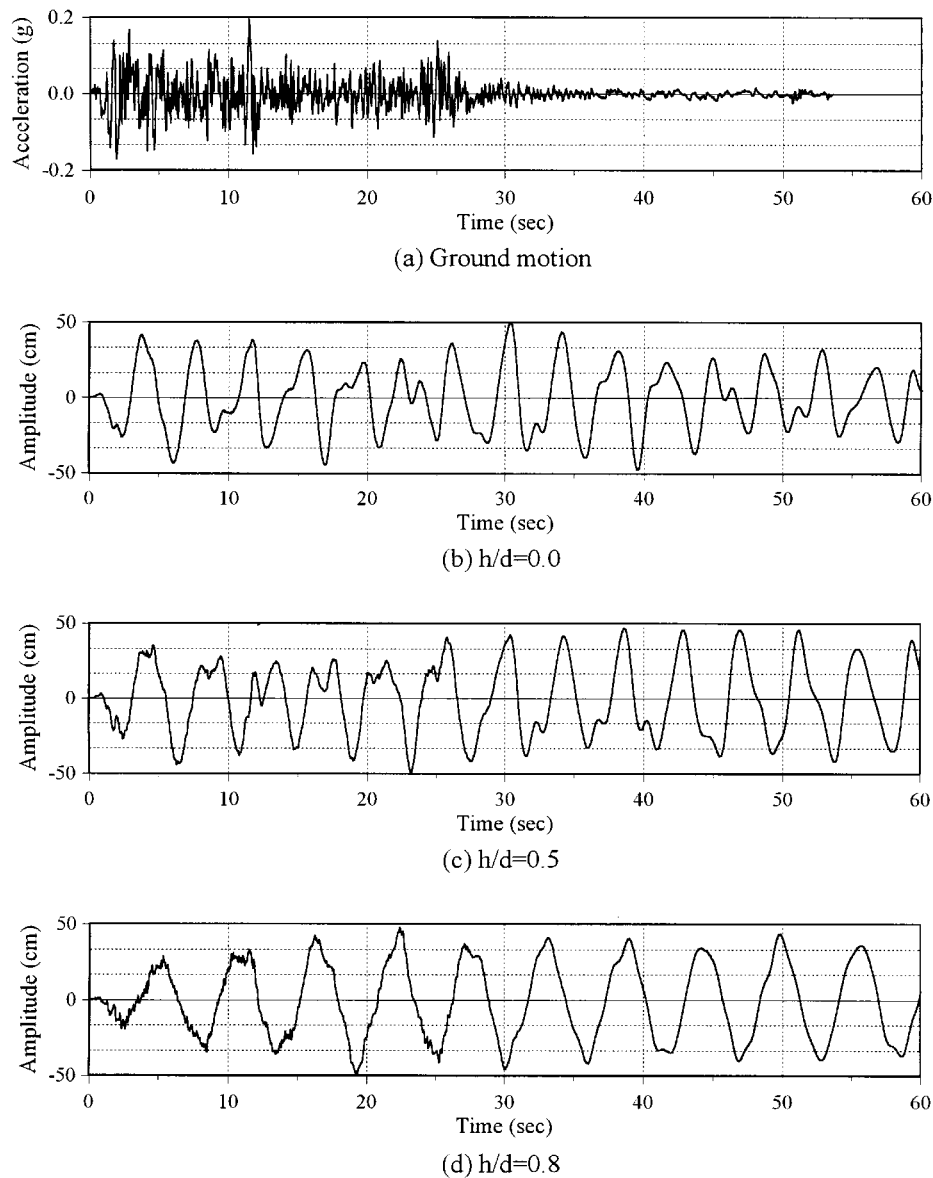 0.2
0.0
-0.2
Acceleration (g)
0 10 20 30 40 50 60
Time (sec)
(a) Ground motion
50
0
-50
Amplitude (cm)
0 10 20 30 40 50 60
Time (sec)
(b) h/d=0.0
50
0
-50
Amplitude (cm)
0 10 20 30 40 50 60
Time (sec)
(c) h/d=0.5
50
0
-50
Amplitude (cm)
0 10 20 30 40 50 60
Time (sec)
(d) h/d=0.8